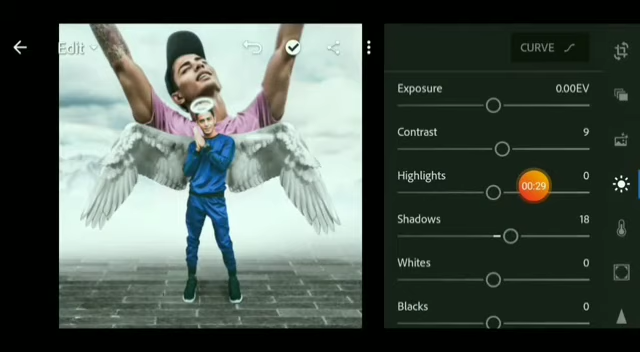 Edit
CURVE
Exposure 0.00EV
Contrast 9
Highlights 0
00:29
Shadows 18
Whites 0
Blacks 0